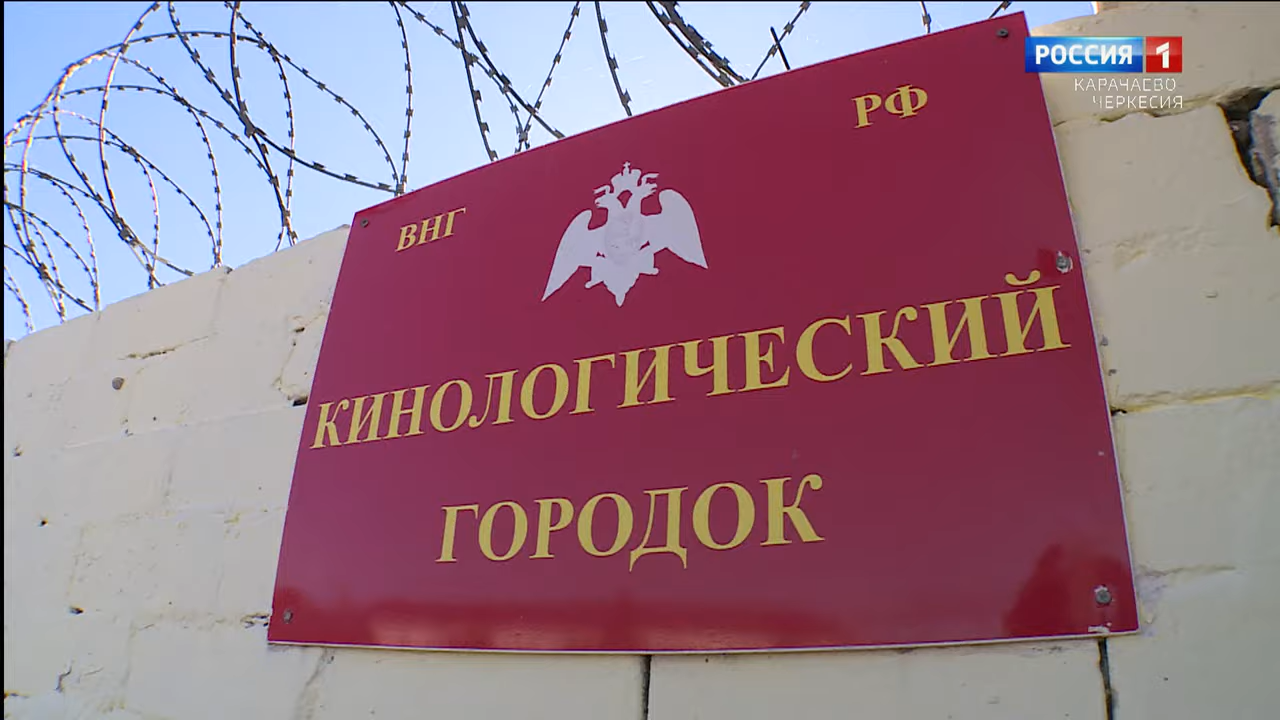 РОССИЯ 1
КАРАЧАЕВО
ЧЕРКЕСИЯ
ВНГ РФ
КИНОЛОГИЧЕСКИЙ
ГОРОДОК